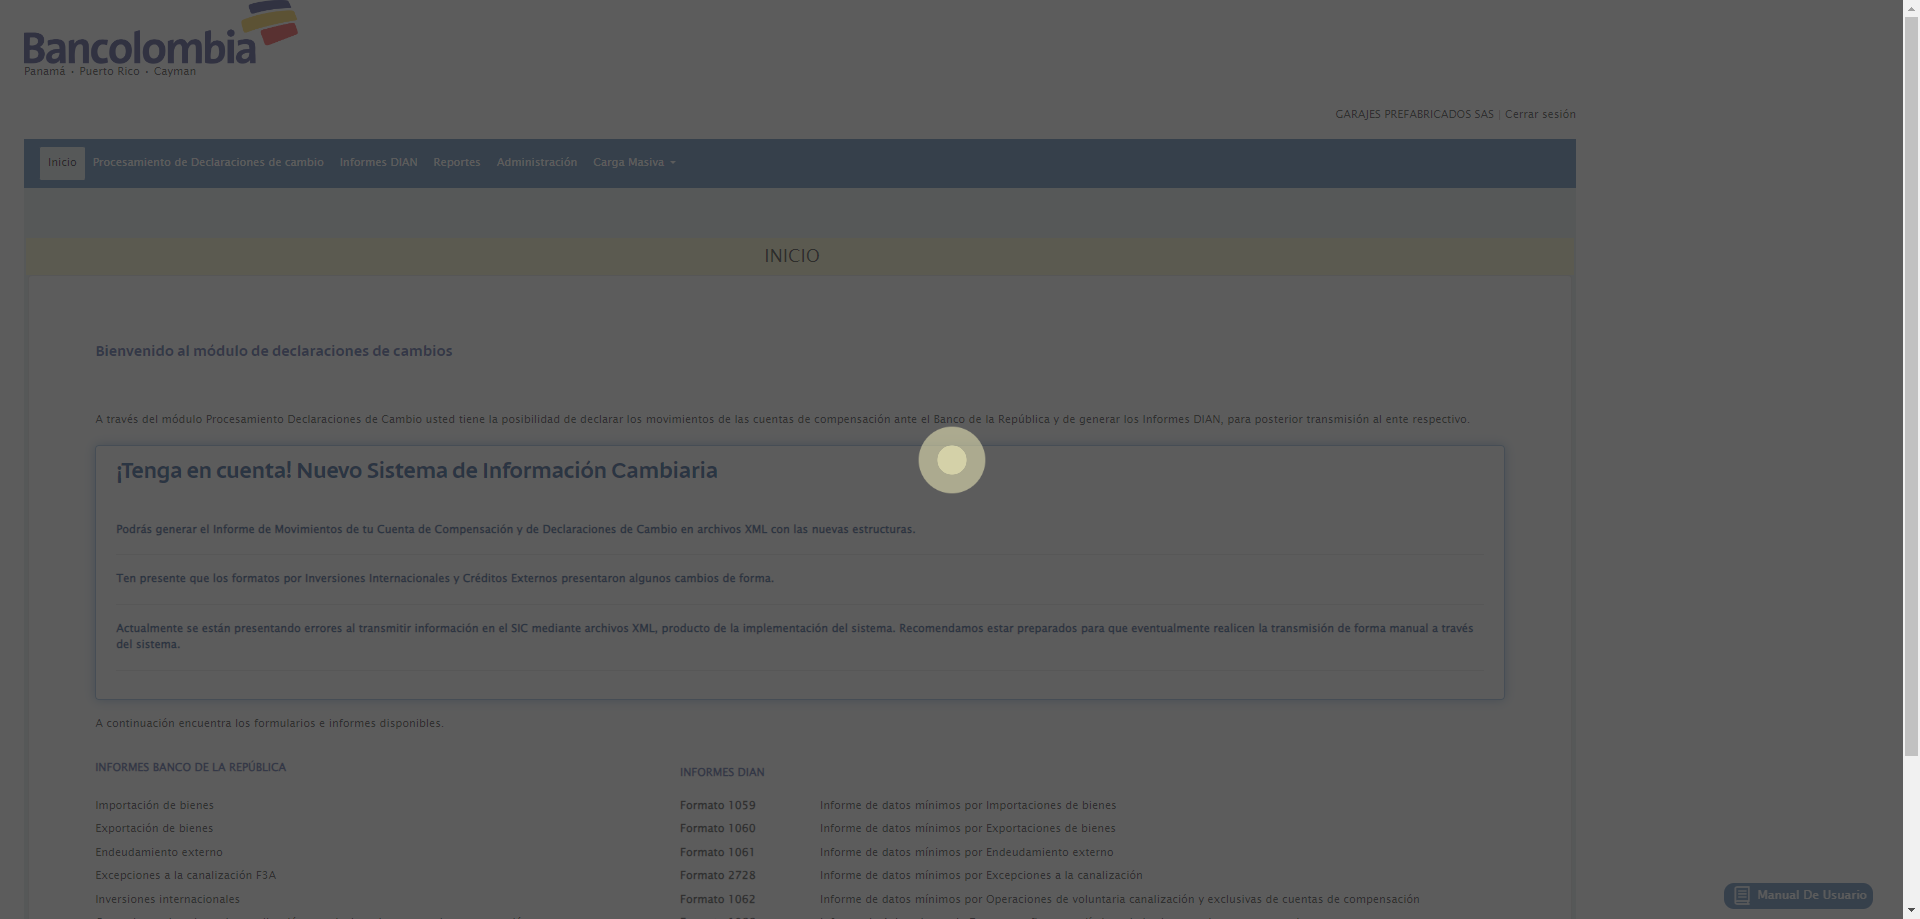 Bancolombia
Panamá • Puerto Rico • Cayman
GARAJES PREFABRICADOS SAS | Cerrar sesión
Inicio Procesamiento de Declaraciones de cambio Informes DIAN Reportes Administración Carga Masiva
INICIO
Bienvenido al módulo de declaraciones de cambios
A través del módulo Procesamiento Declaraciones de Cambio usted tiene la posibilidad de declarar los movimientos de las cuentas de compensación ante el Banco de la República y de generar los Informes DIAN, para posterior transmisión al ente respectivo.
¡Tenga en cuenta! Nuevo Sistema de Información Cambiaria
Podrás generar el Informe de Movimientos de tu Cuenta de Compensación y de Declaraciones de Cambio en archivos XML con las nuevas estructuras.
Ten presente que los formatos por Inversiones Internacionales y Créditos Externos presentaron algunos cambios de forma.
Actualmente se están presentando errores al transmitir información en el SIC mediante archivos XML, producto de la implementación del sistema. Recomendamos estar preparados para que eventualmente realicen la transmisión de forma manual a través
del sistema.
A continuación encuentra los formularios e informes disponibles.
INFORMES BANCO DE LA REPÚBLICA
Importación de bienes
Exportación de bienes
Endeudamiento externo
Excepciones a la canalización F3A
Inversiones internacionales
INFORMES DIAN
Formato 1059 Informe de datos mínimos por Importaciones de bienes
Formato 1060 Informe de datos mínimos por Exportaciones de bienes
Formato 1061 Informe de datos mínimos por Endeudamiento externo
Formato 2728 Informe de datos mínimos por Excepciones a la canalización
Formato 1062 Informe de datos mínimos por Operaciones de voluntaria canalización y exclusivas de cuentas de compensación
Manual De Usuario